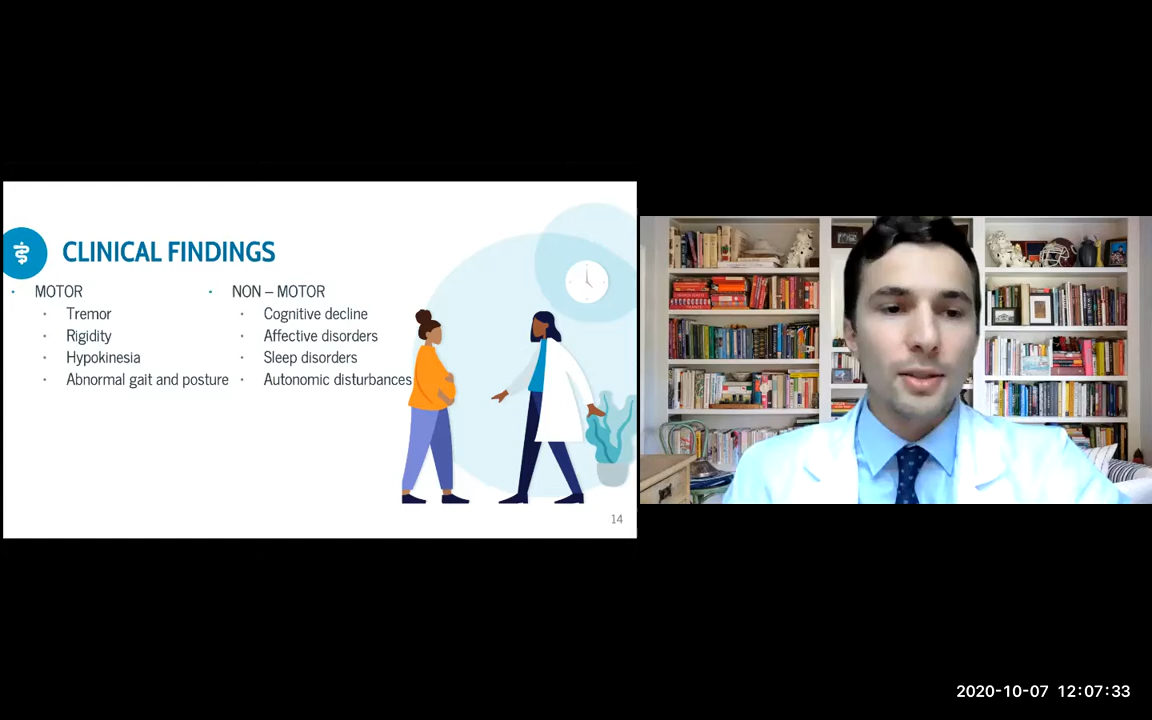 CLINICAL FINDINGS
MOTOR
Tremor
Rigidity
Hypokinesia
Abnormal gait and posture
NON – MOTOR
Cognitive decline
Affective disorders
Sleep disorders
Autonomic disturbances
14
2020-10-07 12:07:33